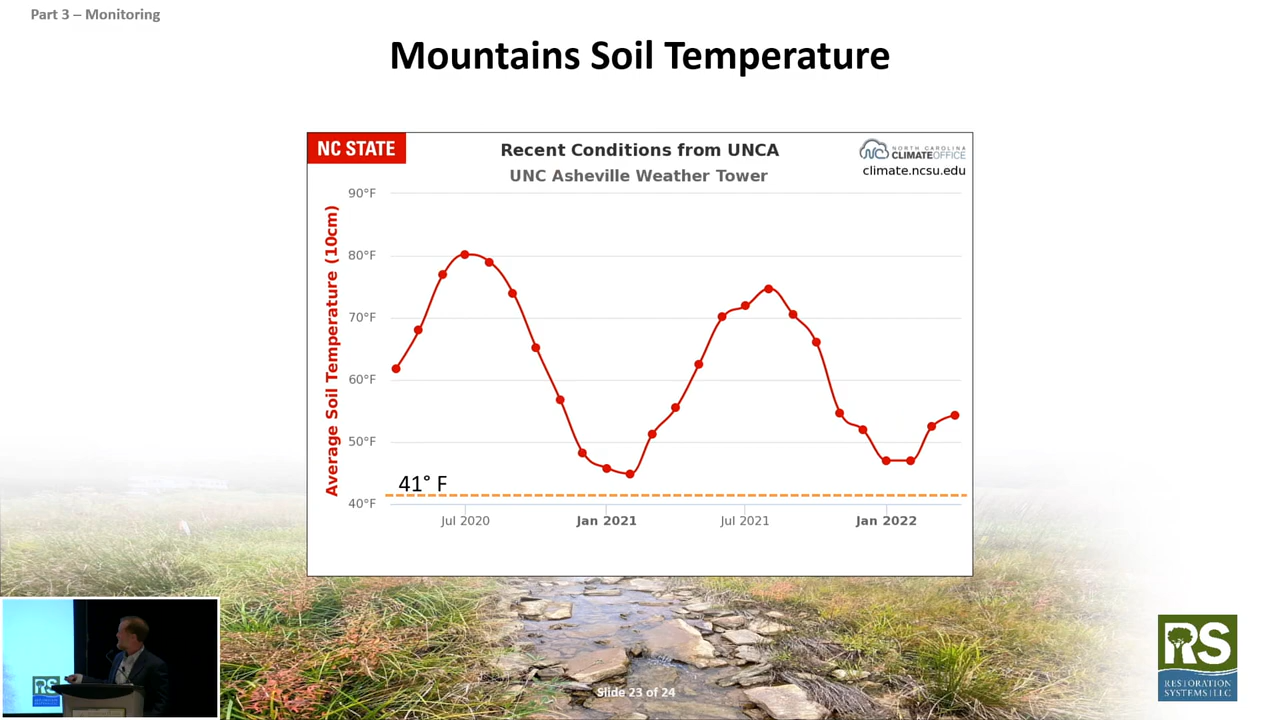 Part 3 – Monitoring
Mountains Soil Temperature
NC STATE
Recent Conditions from UNCA
UNC Asheville Weather Tower
NORTH CAROLINA
CLIMATE OFFICE
NC
climate.ncsu.edu
Average Soil Temperature (10cm)
90°F
80°F
70°F
60°F
50°F
40°F
41° F
Jul 2020
Jan 2021
Jul 2021
Jan 2022
Slide 23 of 24
RS
RESTORATION
SYSTEMS | LLC
RS